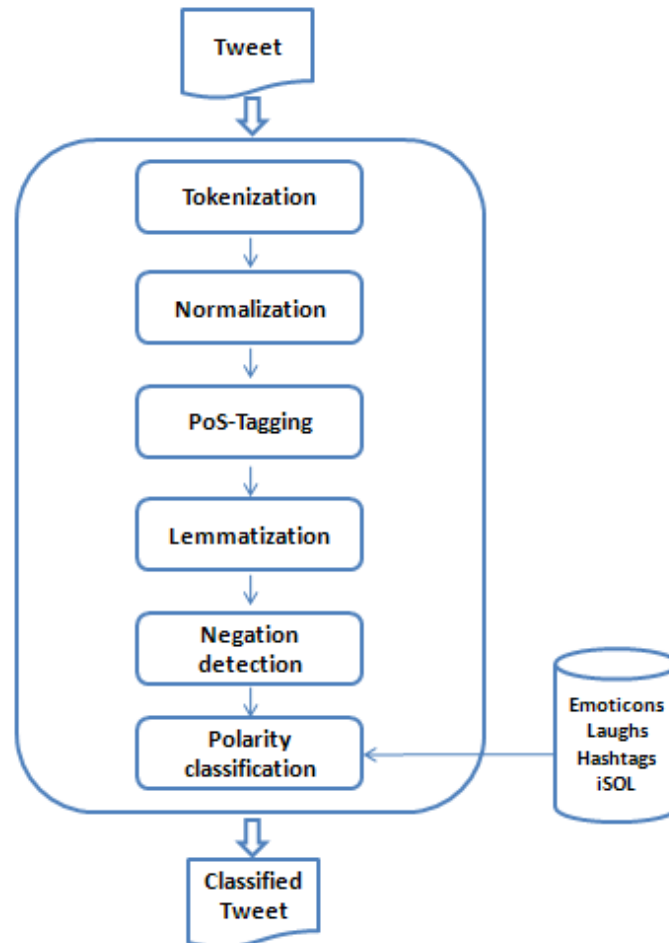 Tweet
Tokenization
Normalization
PoS-Tagging
Lemmatization
Negation
detection
Polarity
classification
Emoticons
Laughs
Hashtags
iSOL
Classified
Tweet